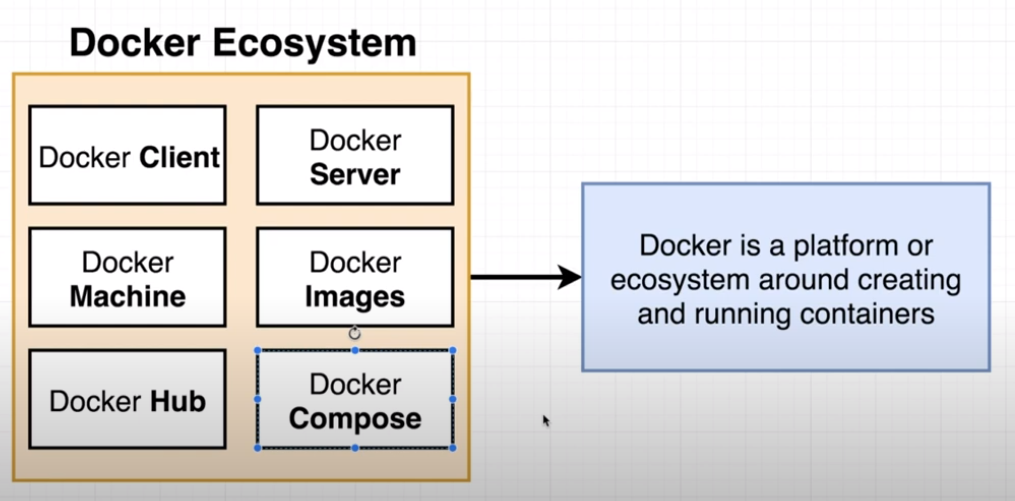 Docker Ecosystem
Docker Client
Docker
Server
Docker
Machine
Docker
Images
Docker Hub
Docker
Compose
Docker is a platform or
ecosystem around creating
and running containers